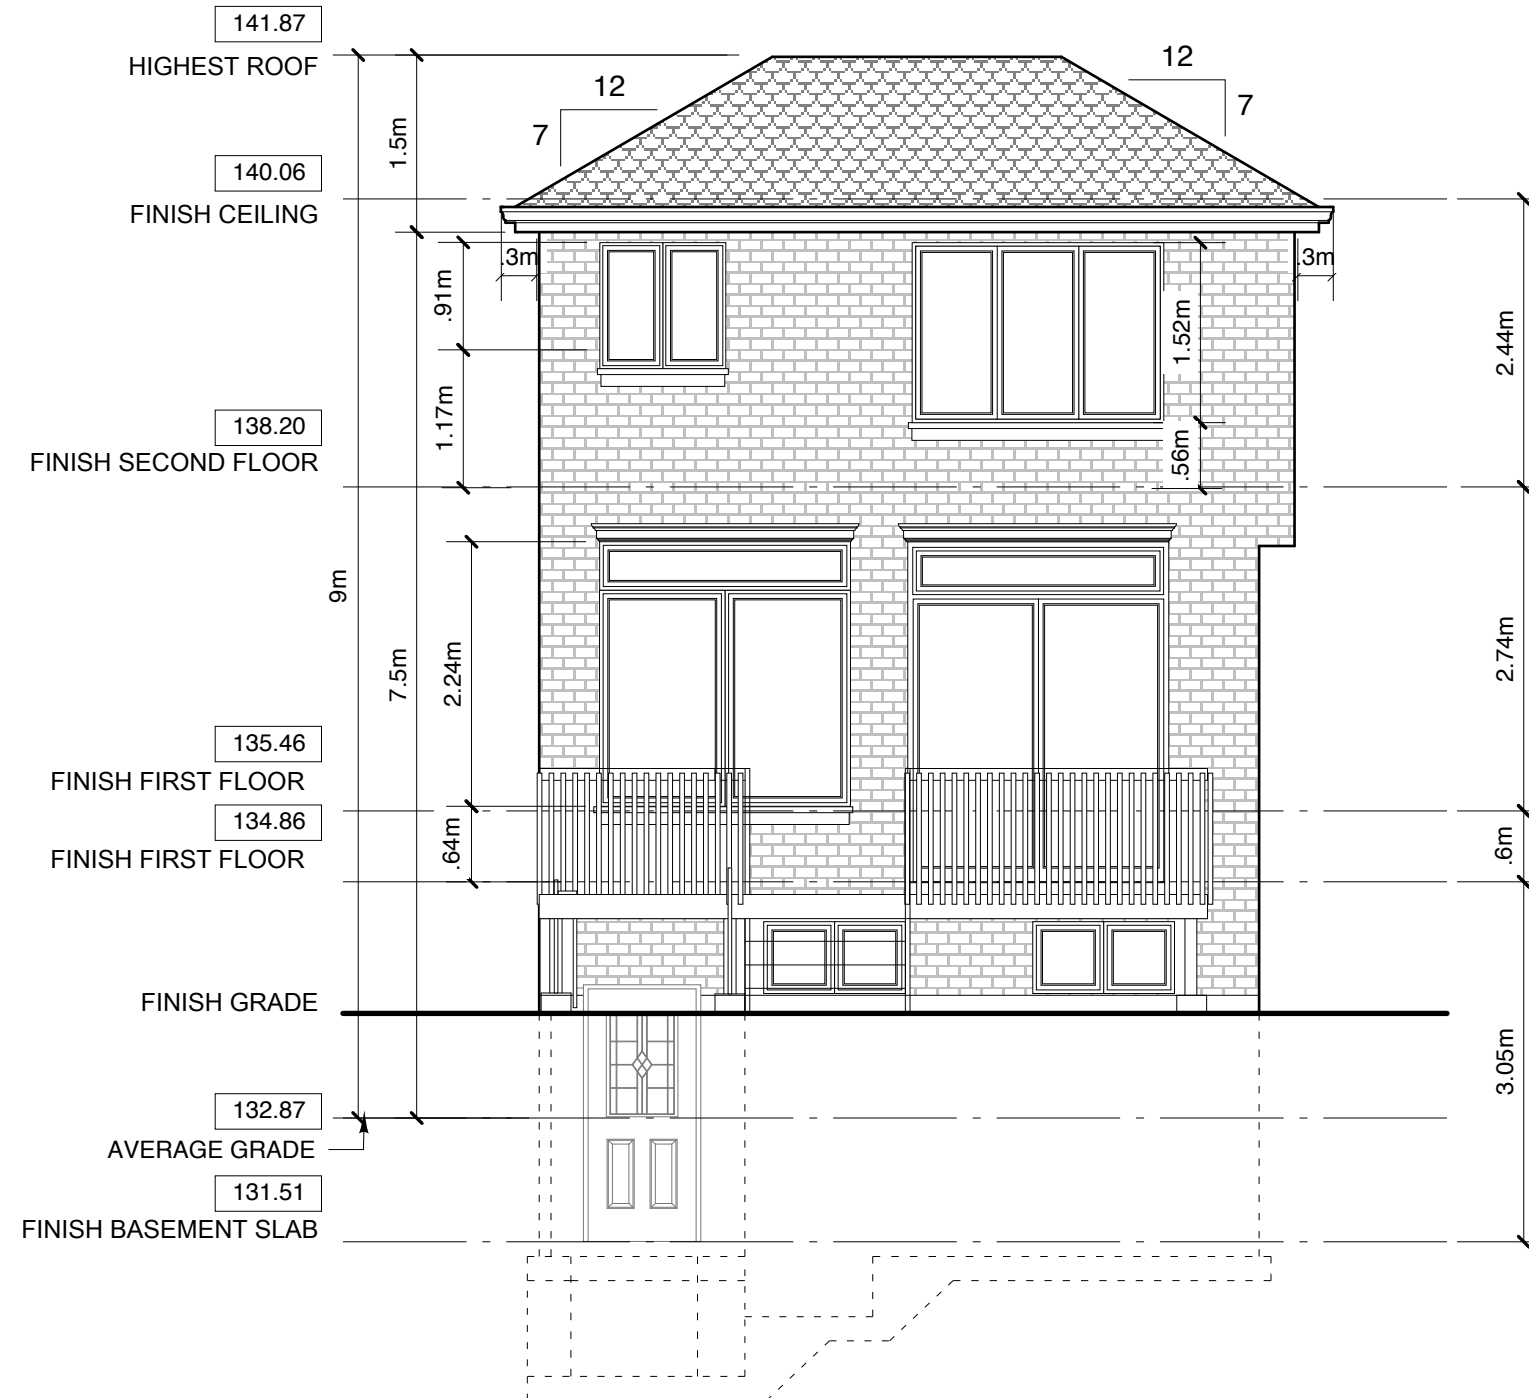 141.87
HIGHEST ROOF
12
7
12
7
1.5m
140.06
FINISH CEILING
.3m
.3m
.91m
1.52m
2.44m
1.17m
.56m
138.20
FINISH SECOND FLOOR
9m
7.5m
2.24m
2.74m
135.46
FINISH FIRST FLOOR
134.86
FINISH FIRST FLOOR
.64m
.6m
FINISH GRADE
3.05m
132.87
AVERAGE GRADE
131.51
FINISH BASEMENT SLAB